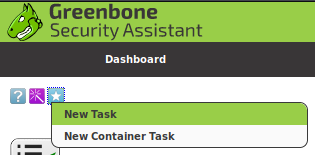 Greenbone
Security Assistant
Dashboard
?
New Task
New Container Task